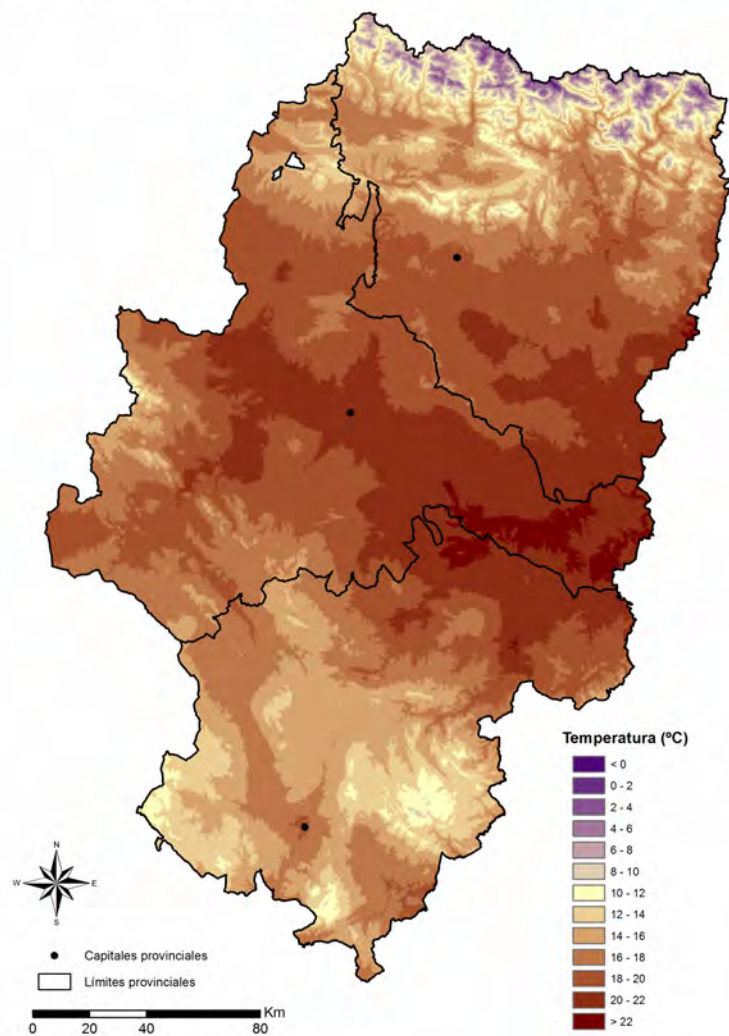 Temperatura (ºC)
< 0
0 - 2
2 - 4
4 - 6
6 - 8
8 - 10
10 - 12
12 - 14
14 - 16
16 - 18
18 - 20
20 - 22
> 22
N
W E
S
Capitales provinciales
Límites provinciales
Km
0 20 40 80